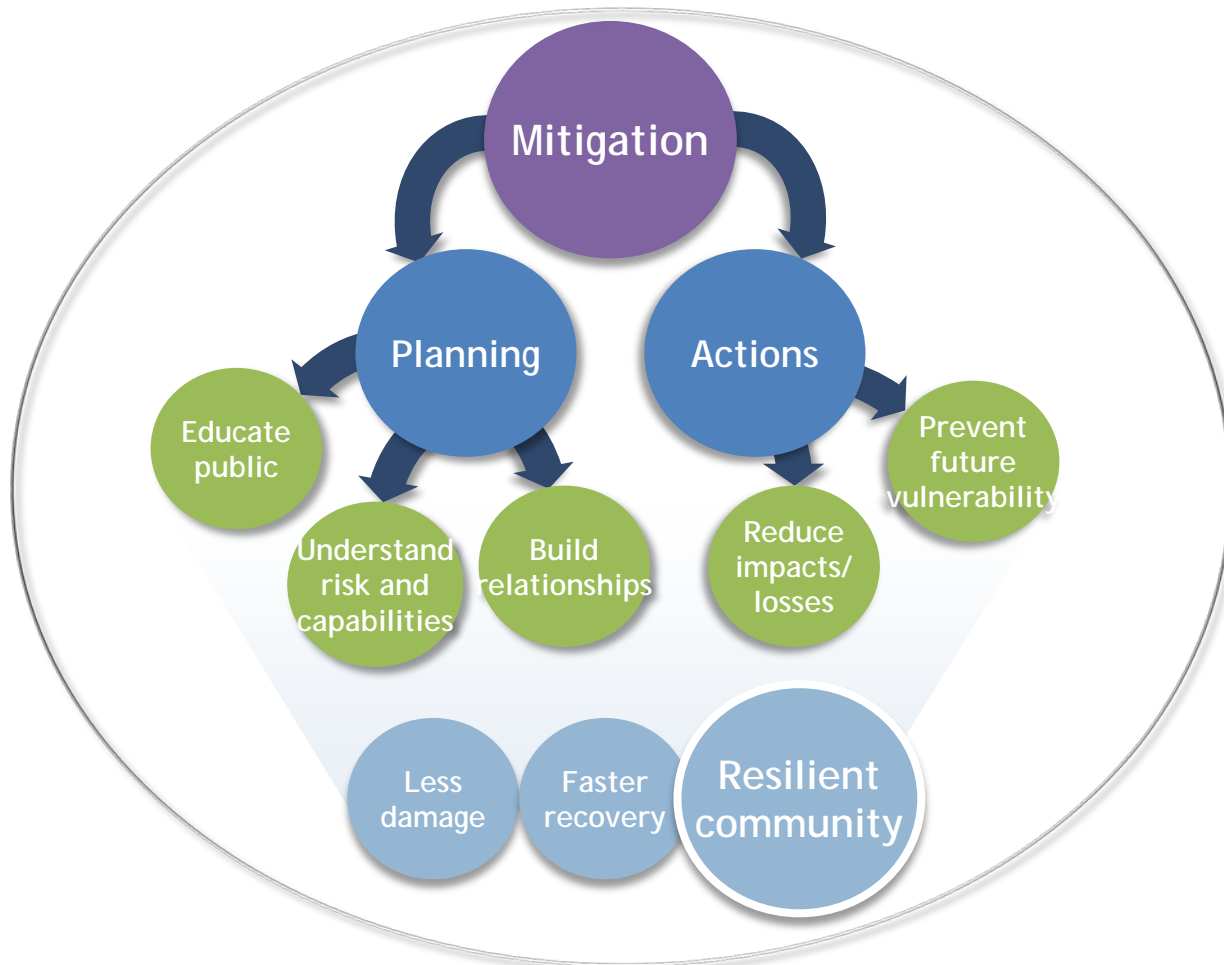 Mitigation
Planning
Actions
Educate
public
Understand
risk and
capabilities
Build
relationships
Reduce
impacts/
losses
Prevent
future
vulnerability
Less
damage
Faster
recovery
Resilient
community